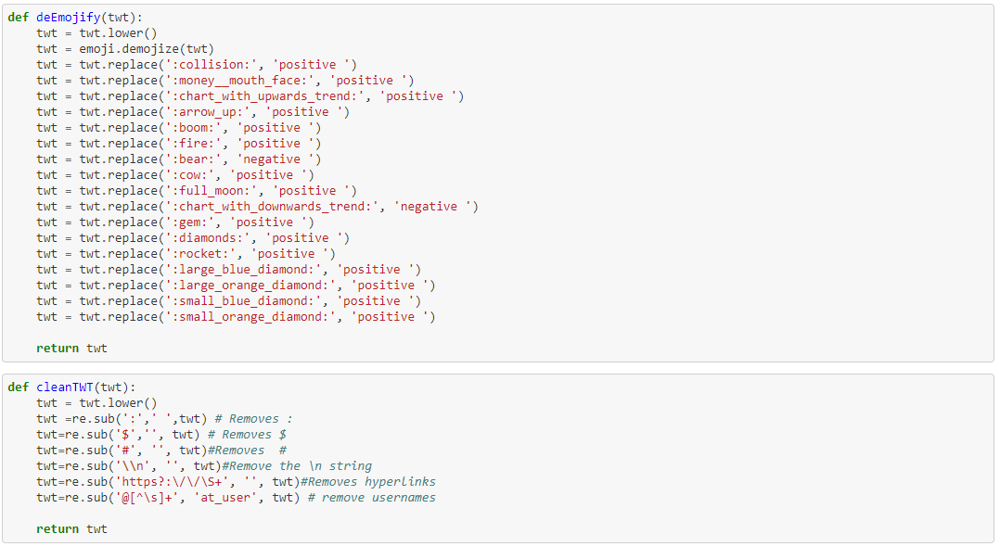 def deEmojify(twt):
    twt = twt.lower()
    twt = emoji.demojize(twt)
    twt = twt.replace(':collision:', 'positive ')
    twt = twt.replace(':money__mouth_face:', 'positive ')
    twt = twt.replace(':chart_with_upwards_trend:', 'positive ')
    twt = twt.replace(':arrow_up:', 'positive ')
    twt = twt.replace(':boom:', 'positive ')
    twt = twt.replace(':fire:', 'positive ')
    twt = twt.replace(':bear:', 'negative ')
    twt = twt.replace(':cow:', 'positive ')
    twt = twt.replace(':full_moon:', 'positive ')
    twt = twt.replace(':chart_with_downwards_trend:', 'negative ')
    twt = twt.replace(':gem:', 'positive ')
    twt = twt.replace(':diamonds:', 'positive ')
    twt = twt.replace(':rocket:', 'positive ')
    twt = twt.replace(':large_blue_diamond:', 'positive ')
    twt = twt.replace(':large_orange_diamond:', 'positive ')
    twt = twt.replace(':small_blue_diamond:', 'positive ')
    twt = twt.replace(':small_orange_diamond:', 'positive ')
    return twt
def cleanTWT(twt):
    twt = twt.lower()
    twt =re.sub(':',' ',twt) # Removes :
    twt=re.sub('$','', twt) # Removes $
    twt=re.sub('#', '', twt)#Removes  #
    twt=re.sub('\\n', '', twt)#Remove the \n string
    twt=re.sub('https?:\/\/\S+', '', twt)#Removes hyperlinks
    twt=re.sub('@[^\s]+', 'at_user', twt) # remove usernames
    return twt